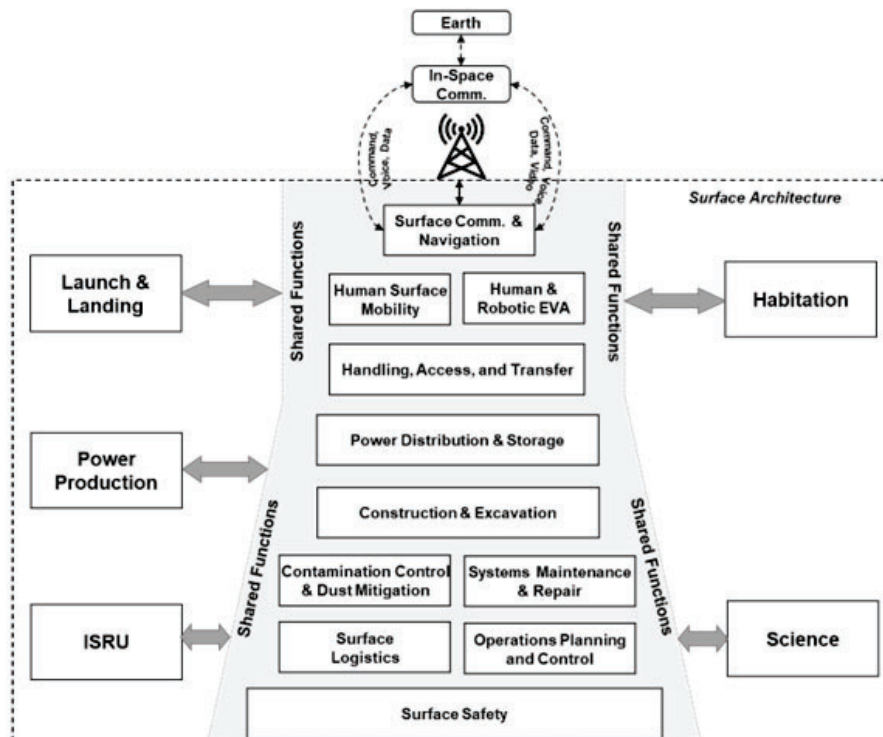 Earth
In-Space
Comm.
Command,
Voice, Data
Command, Voice
Data, Video
Surface Architecture
Surface Comm. &
Navigation
Shared Functions
Shared Functions
Launch &
Landing
Human Surface
Mobility
Human &
Robotic EVA
Habitation
Handling, Access, and Transfer
Power Distribution & Storage
Power
Production
Construction & Excavation
Shared Functions
Shared Functions
Contamination Control
& Dust Mitigation
Systems Maintenance
& Repair
ISRU
Surface
Logistics
Operations Planning
and Control
Science
Surface Safety